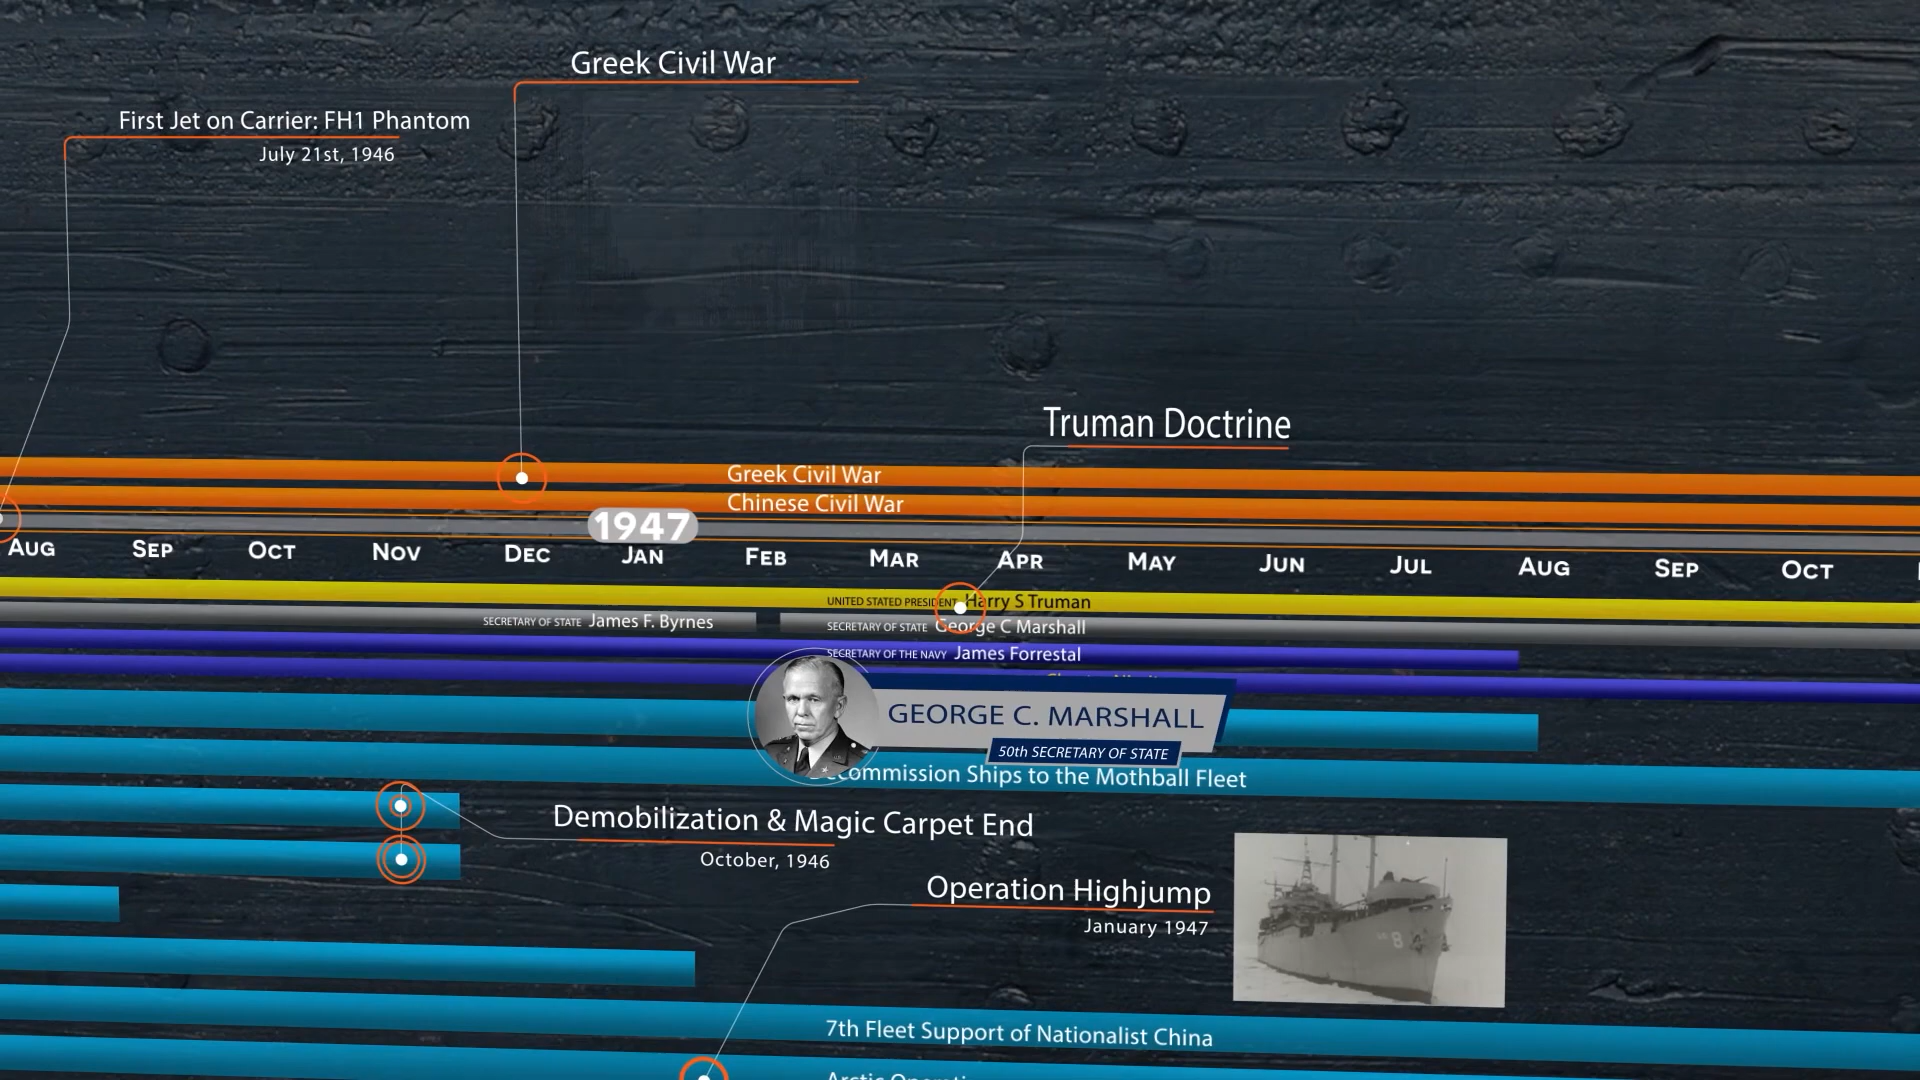 Greek Civil War
First Jet on Carrier: FH1 Phantom
July 21st, 1946
Truman Doctrine
Greek Civil War
Chinese Civil War
1947
AUG SEP OCT NOV DEC JAN FEB MAR APR MAY JUN JUL AUG SEP OCT
UNITED STATED PRESIDENT Harry S Truman
SECRETARY OF STATE James F. Byrnes
SECRETARY OF STATE George C Marshall
SECRETARY OF THE NAVY James Forrestal
GEORGE C. MARSHALL
50th SECRETARY OF STATE
Ships to the Mothball Fleet
Demobilization & Magic Carpet End
October, 1946
Operation Highjump
January 1947
8
7th Fleet Support of Nationalist China
Arctic